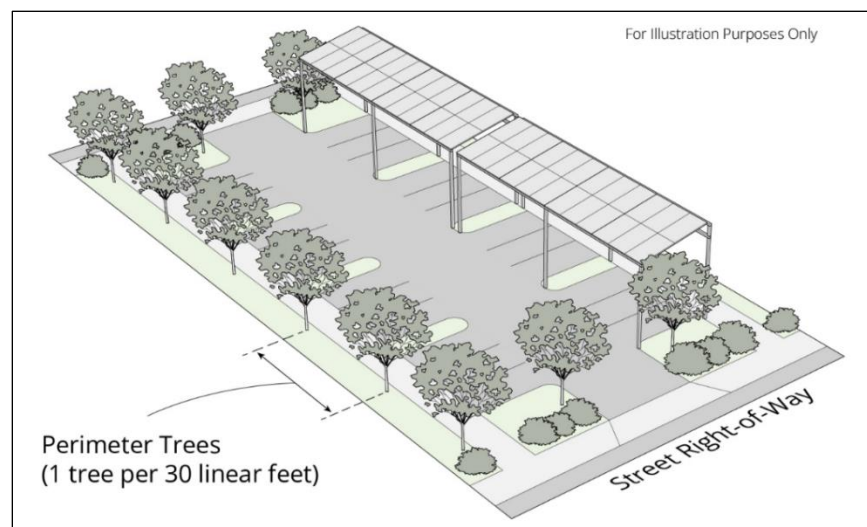 For Illustration Purposes Only
Perimeter Trees
(1 tree per 30 linear feet)
Street Right-of-Way